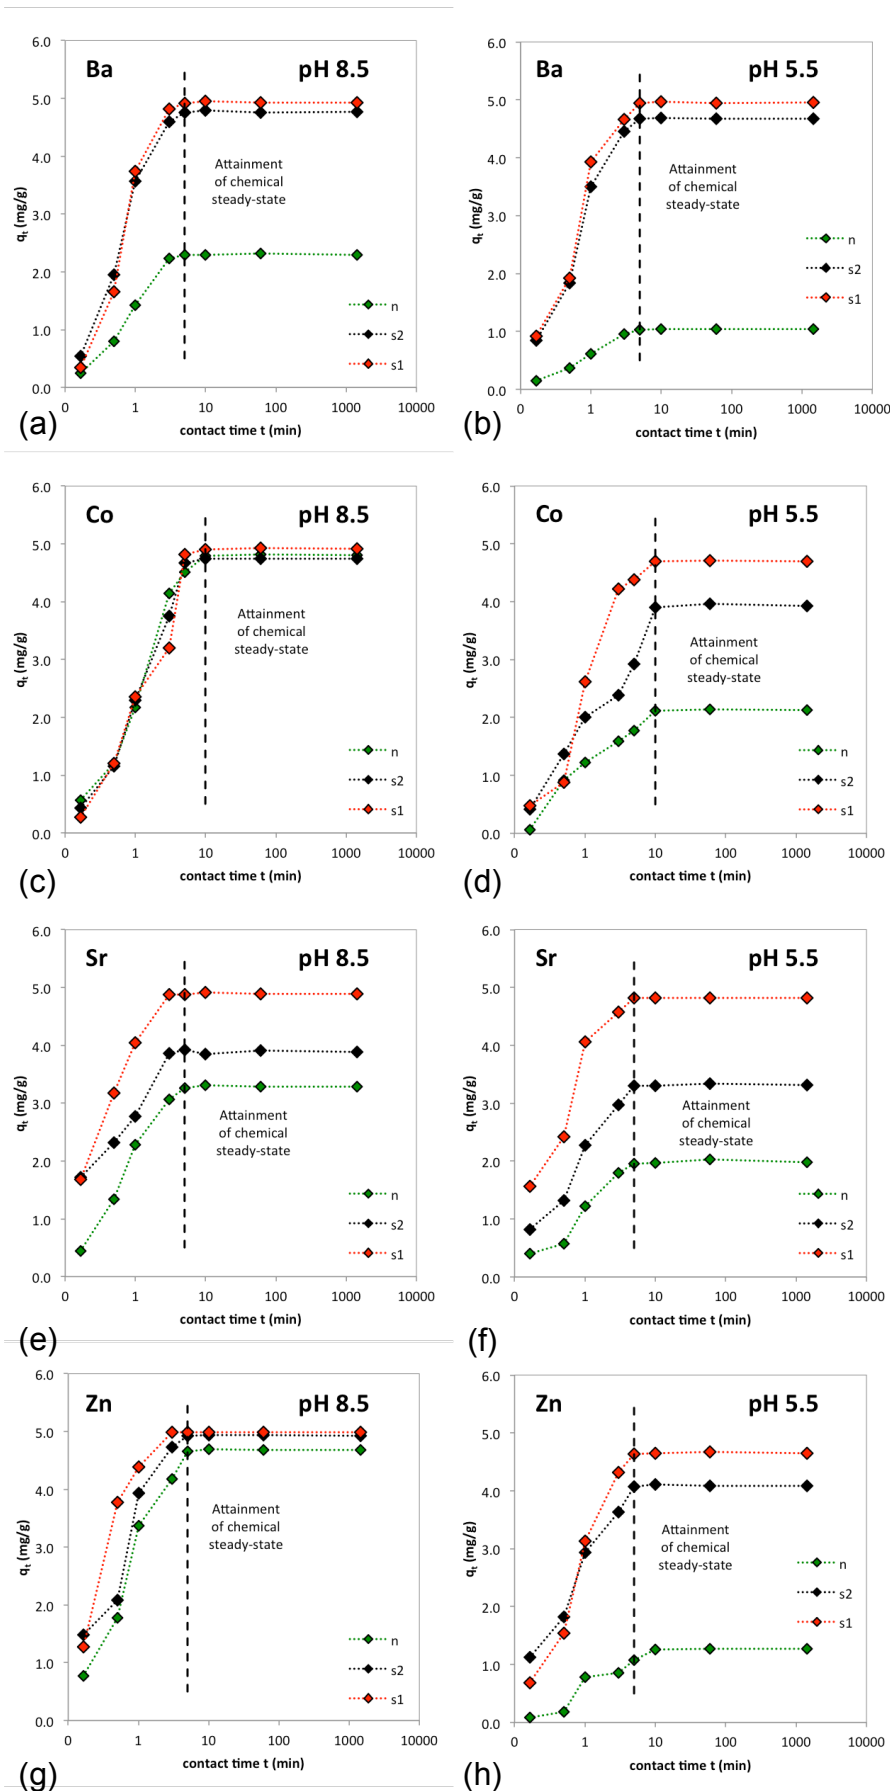 Ba
pH 8.5
6.0
5.0
4.0
3.0
2.0
1.0
0.0
qt (mg/g)
Attainment
of chemical
steady-state
n
s2
s1
0 1 10 100 1000 10000
contact time t (min)
(a)
Ba
pH 5.5
6.0
5.0
4.0
3.0
2.0
1.0
0.0
qt (mg/g)
Attainment
of chemical
steady-state
n
s2
s1
0 1 10 100 1000 10000
contact time t (min)
(b)
Co
pH 8.5
6.0
5.0
4.0
3.0
2.0
1.0
0.0
qt (mg/g)
Attainment
of chemical
steady-state
n
s2
s1
0 1 10 100 1000 10000
contact time t (min)
(c)
Co
pH 5.5
6.0
5.0
4.0
3.0
2.0
1.0
0.0
qt (mg/g)
Attainment
of chemical
steady-state
n
s2
s1
0 1 10 100 1000 10000
contact time t (min)
(d)
Sr
pH 8.5
6.0
5.0
4.0
3.0
2.0
1.0
0.0
qt (mg/g)
Attainment
of chemical
steady-state
n
s2
s1
0 1 10 100 1000 10000
contact time t (min)
(e)
Sr
pH 5.5
6.0
5.0
4.0
3.0
2.0
1.0
0.0
qt (mg/g)
Attainment
of chemical
steady-state
n
s2
s1
0 1 10 100 1000 10000
contact time t (min)
(f)
Zn
pH 8.5
6.0
5.0
4.0
3.0
2.0
1.0
0.0
qt (mg/g)
Attainment
of chemical
steady-state
n
s2
s1
0 1 10 100 1000 10000
contact time t (min)
(g)
Zn
pH 5.5
6.0
5.0
4.0
3.0
2.0
1.0
0.0
qt (mg/g)
Attainment
of chemical
steady-state
n
s2
s1
0 1 10 100 1000 10000
contact time t (min)
(h)